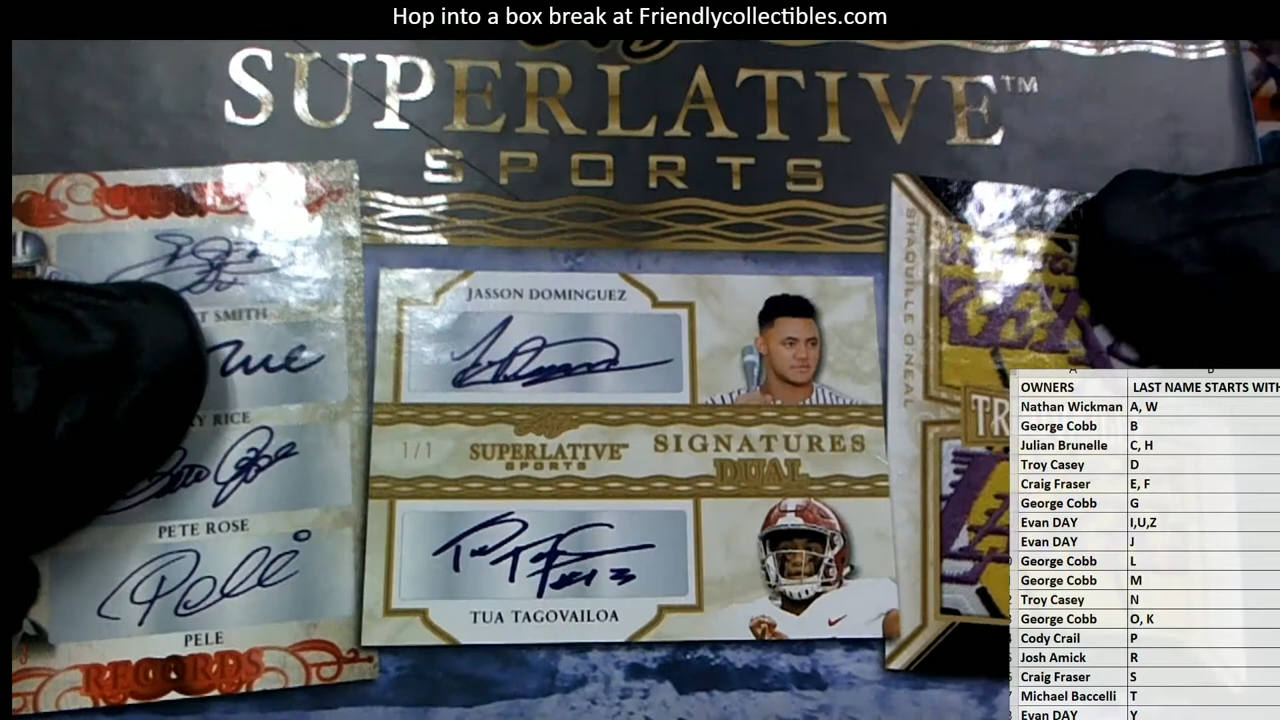 Hop into a box break at Friendlycollectibles.com
SUPERLATIVE™
SPORTS
T SMITH
Y RICE
PETE ROSE
PELE
RECORDS
JASSON DOMINGUEZ
1/1
SUPERLATIVE
SPORTS
SIGNATURES
DUAL
TUA TAGOVAILOA
SHAQUILLE O'NEAL
TR
OWNERS LAST NAME STARTS WITH
Nathan Wickman A, W
George Cobb B
Julian Brunelle C, H
Troy Casey D
Craig Fraser E, F
George Cobb G
Evan DAY I,U,Z
Evan DAY J
George Cobb L
George Cobb M
Troy Casey N
George Cobb O, K
Cody Crail P
Josh Amick R
Craig Fraser S
Michael Baccelli T
Evan DAY Y